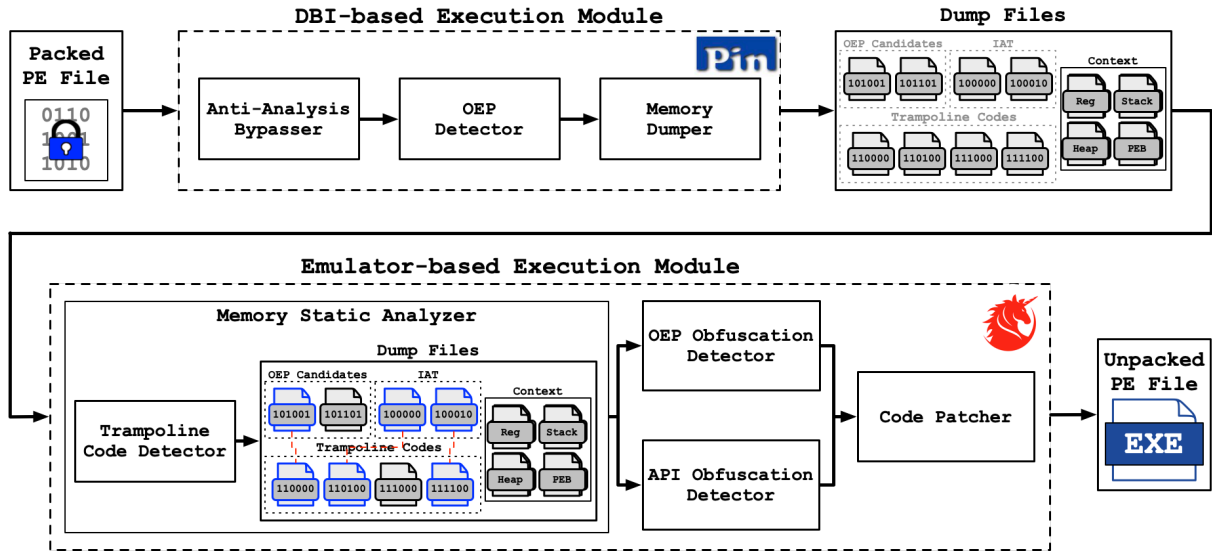 DBI-based Execution Module
Dump Files
Packed
PE File
0110
1001
1010
Pin
Anti-Analysis
Bypasser
OEP
Detector
Memory
Dumper
OEP Candidates
IAT
101001
101101
100000
100010
Trampoline Codes
110000
110100
111000
111100
Context
Reg
Stack
Heap
PEB
Emulator-based Execution Module
Memory Static Analyzer
Trampoline
Code Detector
Dump Files
OEP Candidates
IAT
101001
101101
100000
100010
Trampoline Codes
110000
110100
111000
111100
Context
Reg
Stack
Heap
PEB
OEP Obfuscation
Detector
API Obfuscation
Detector
Code Patcher
Unpacked
PE File
EXE